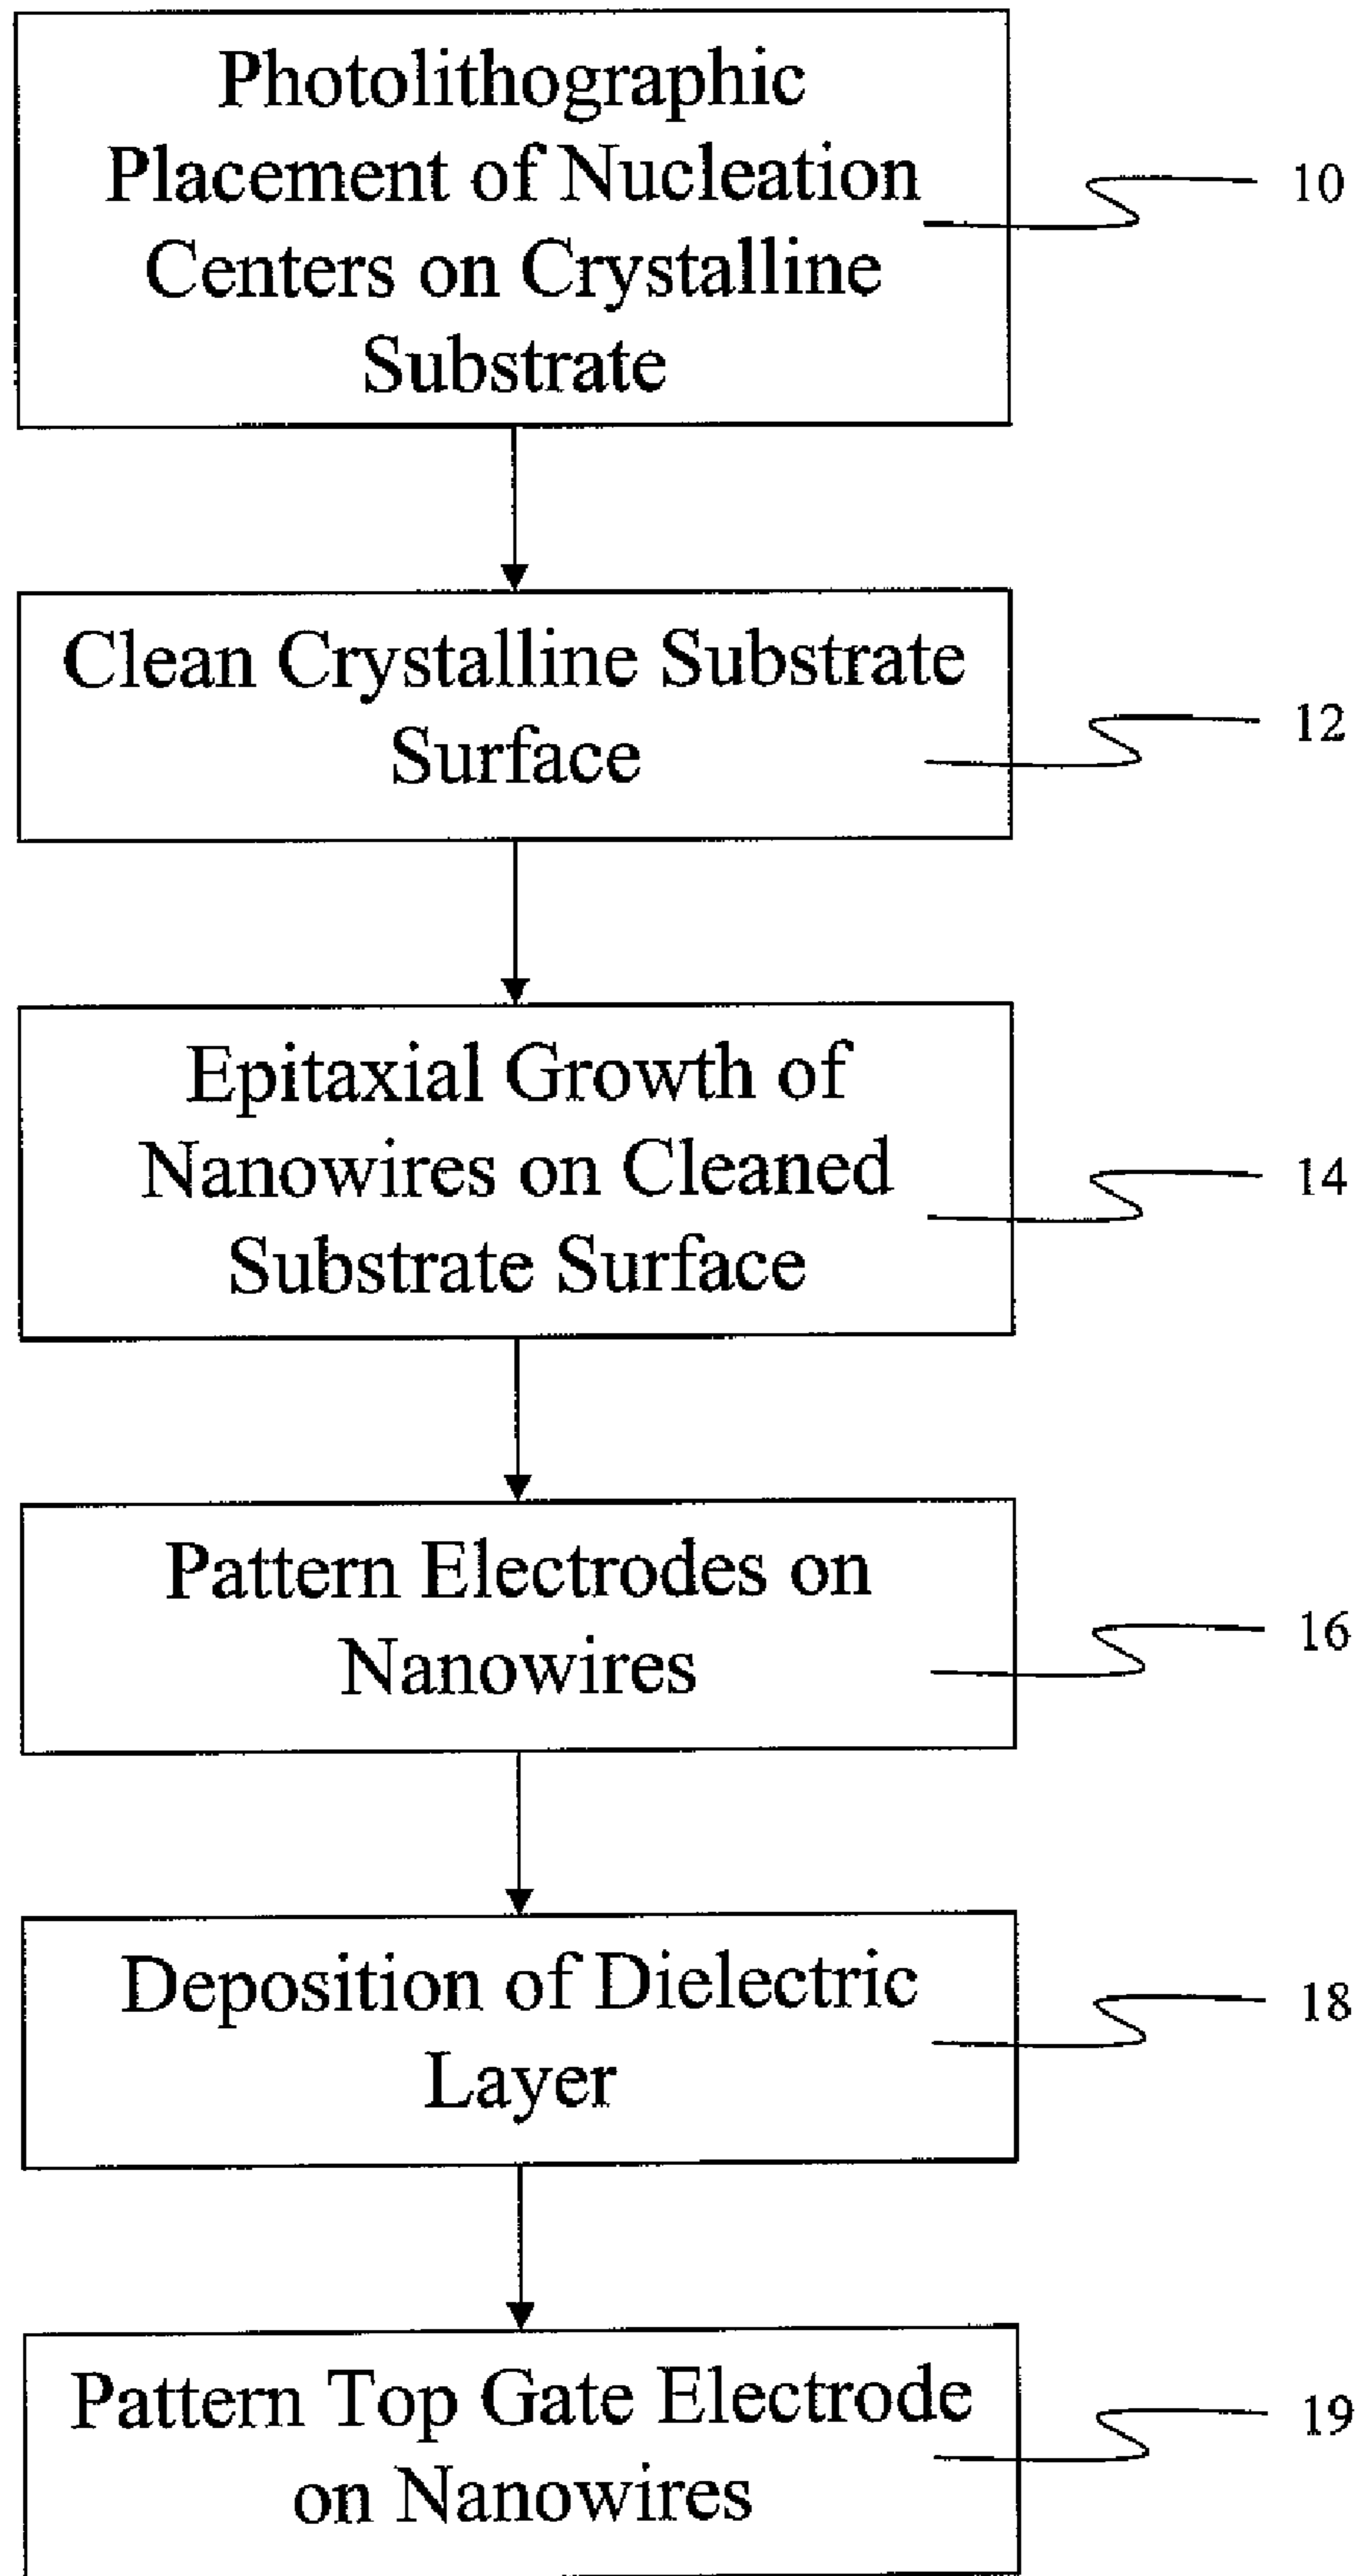 Photolithographic
Placement of Nucleation
Centers on Crystalline
Substrate
10
Clean Crystalline Substrate
Surface
12
Epitaxial Growth of
Nanowires on Cleaned
Substrate Surface
14
Pattern Electrodes on
Nanowires
16
Deposition of Dielectric
Layer
18
Pattern Top Gate Electrode
on Nanowires
19